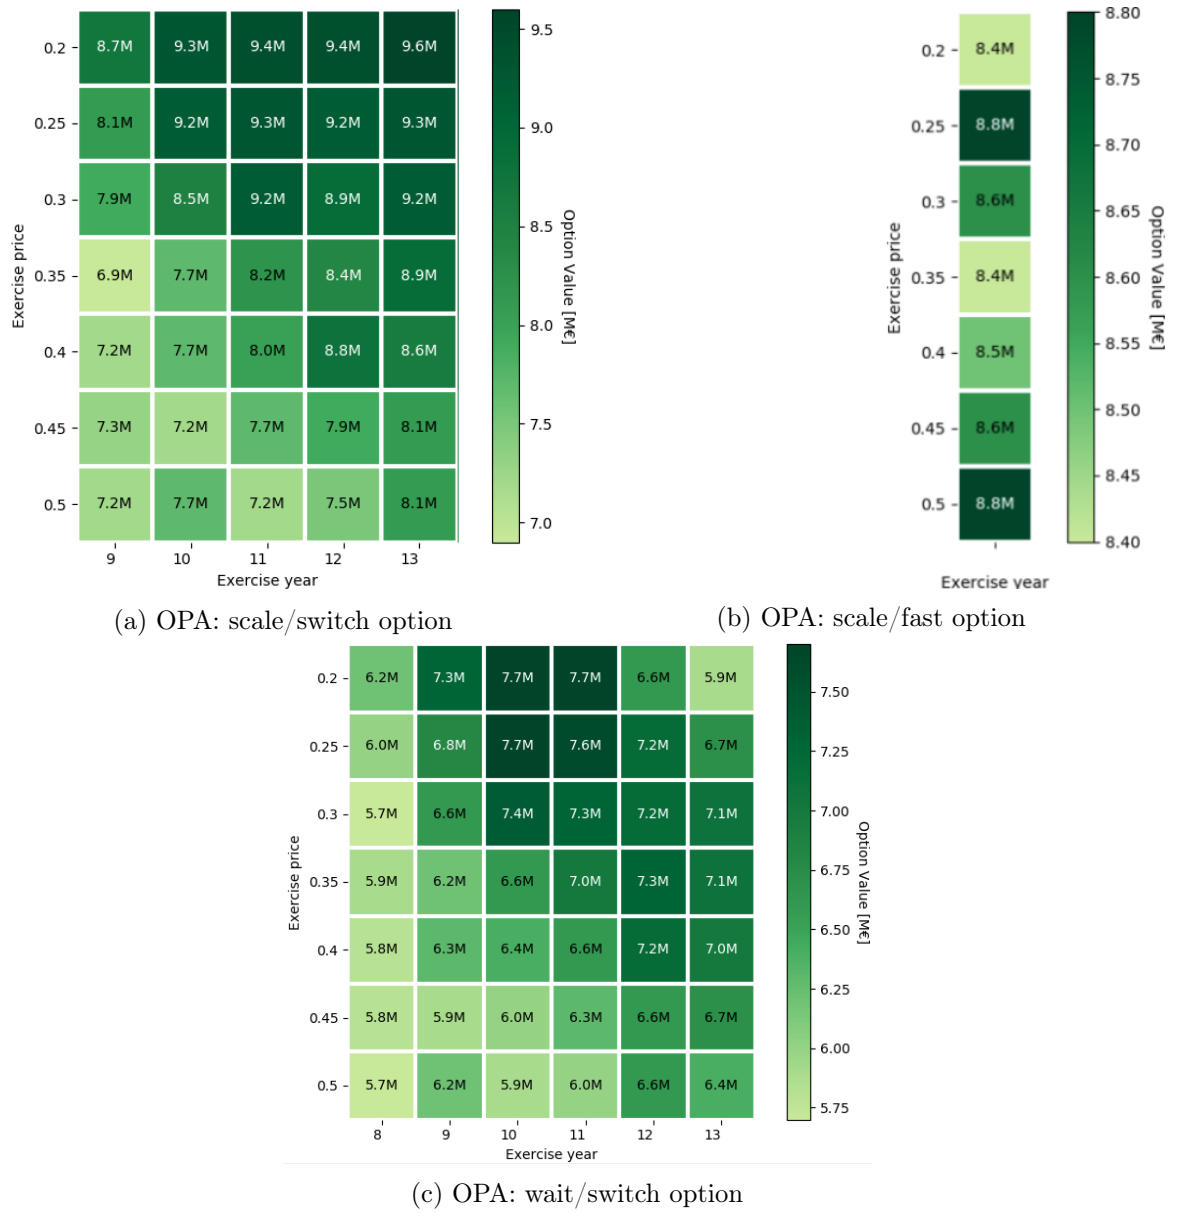 0.2 8.7M 9.3M 9.4M 9.4M 9.6M
0.25 8.1M 9.2M 9.3M 9.2M 9.3M
0.3 7.9M 8.5M 9.2M 8.9M 9.2M
0.35 6.9M 7.7M 8.2M 8.4M 8.9M
0.4 7.2M 7.7M 8.0M 8.8M 8.6M
0.45 7.3M 7.2M 7.7M 7.9M 8.1M
0.5 7.2M 7.7M 7.2M 7.5M 8.1M
9 10 11 12 13
Exercise year
Exercise price
9.5
9.0
8.5
8.0
7.5
7.0
Option Value [M€]
(a) OPA: scale/switch option
0.2 8.4M
0.25 8.8M
0.3 8.6M
0.35 8.4M
0.4 8.5M
0.45 8.6M
0.5 8.8M
Exercise year
Exercise price
8.80
8.75
8.70
8.65
8.60
8.55
8.50
8.45
8.40
Option Value [M€]
(b) OPA: scale/fast option
0.2 6.2M 7.3M 7.7M 7.7M 6.6M 5.9M
0.25 6.0M 6.8M 7.7M 7.6M 7.2M 6.7M
0.3 5.7M 6.6M 7.4M 7.3M 7.2M 7.1M
0.35 5.9M 6.2M 6.6M 7.0M 7.3M 7.1M
0.4 5.8M 6.3M 6.4M 6.6M 7.2M 7.0M
0.45 5.8M 5.9M 6.0M 6.3M 6.6M 6.7M
0.5 5.7M 6.2M 5.9M 6.0M 6.6M 6.4M
8 9 10 11 12 13
Exercise year
Exercise price
7.50
7.25
7.00
6.75
6.50
6.25
6.00
5.75
Option Value [M€]
(c) OPA: wait/switch option